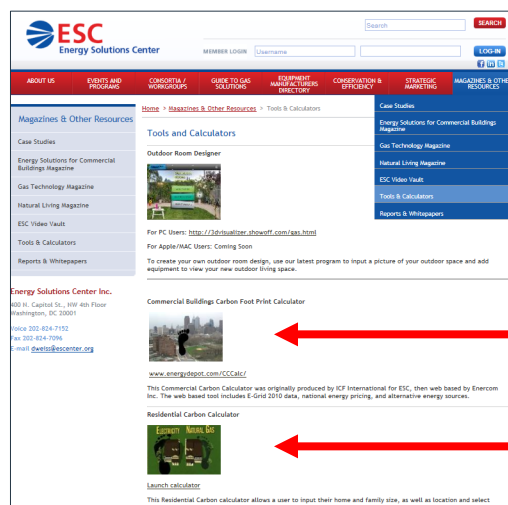 Search
SEARCH
ESC
Energy Solutions Center
MEMBER LOGIN Username
LOG-IN
ABOUT US
EVENTS AND PROGRAMS
CONSORTIA / WORKGROUPS
GUIDE TO GAS SOLUTIONS
EQUIPMENT MANUFACTURERS DIRECTORY
CONSERVATION & EFFICIENCY
STRATEGIC MARKETING
MAGAZINES & OTHE RESOURCES
Case Studies
Energy Solutions for Commercial Buildings
Magazine
Gas Technology Magazine
Natural Living Magazine
ESC Video Vault
Tools & Calculators
Reports & Whitepapers
Magazines & Other Resources
Case Studies
Energy Solutions for Commercial
Buildings Magazine
Gas Technology Magazine
Natural Living Magazine
ESC Video Vault
Tools & Calculators
Reports & Whitepapers
Energy Solutions Center Inc.
400 N. Capitol St., NW 4th Floor
Washington, DC 20001
Voice 202-824-7152
Fax 202-824-7096
E-mail dweiss@escenter.org
Home > Magazines & Other Resources > Tools & Calculators
Tools and Calculators
Outdoor Room Designer
For PC Users: http://3dvisualizer.showoff.com/gas.html
For Apple/MAC Users: Coming Soon
To create your own outdoor room design, use our latest program to input a picture of your outdoor space and add
equipment to view your new outdoor living space.
Commercial Buildings Carbon Foot Print Calculator
www.energydepot.com/CCCalc/
This Commercial Carbon Calculator was originally produced by ICF International for ESC, then web based by Enercom
Inc. The web based tool includes E-Grid 2010 data, national energy pricing, and alternative energy sources.
Residential Carbon Calculator
ELECTRICITY NATURAL GAS
Launch calculator
This Residential Carbon calculator allows a user to input their home and family size, as well as location and select